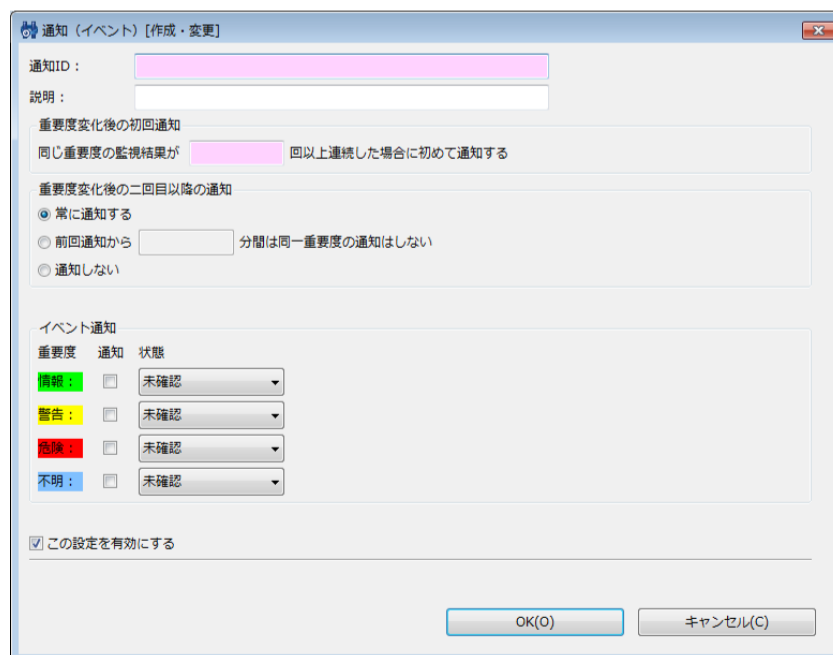 通知（イベント）[作成・変更]
通知ID：
説明：
重要度変化後の初回通知
同じ重要度の監視結果が 回以上連続した場合に初めて通知する
重要度変化後の二回目以降の通知
常に通知する
前回通知から 分間は同一重要度の通知はしない
通知しない
イベント通知
重要度 通知 状態
情報： 未確認
警告： 未確認
危険： 未確認
不明： 未確認
この設定を有効にする
OK(O) キャンセル(C)